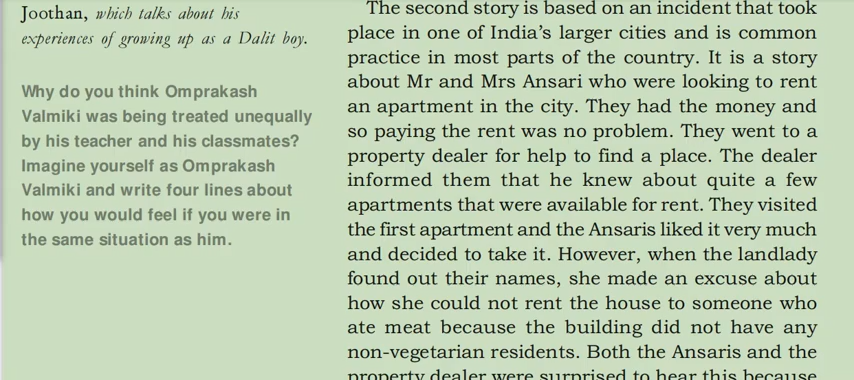 Joothan, which talks about his
experiences of growing up as a Dalit boy.
Why do you think Omprakash
Valmiki was being treated unequally
by his teacher and his classmates?
Imagine yourself as Omprakash
Valmiki and write four lines about
how you would feel if you were in
the same situation as him.
The second story is based on an incident that took
place in one of India's larger cities and is common
practice in most parts of the country. It is a story
about Mr and Mrs Ansari who were looking to rent
an apartment in the city. They had the money and
so paying the rent was no problem. They went to a
property dealer for help to find a place. The dealer
informed them that he knew about quite a few
apartments that were available for rent. They visited
the first apartment and the Ansaris liked it very much
and decided to take it. However, when the landlady
found out their names, she made an excuse about
how she could not rent the house to someone who
ate meat because the building did not have any
non-vegetarian residents. Both the Ansaris and the
property dealer were surprised to hear this because